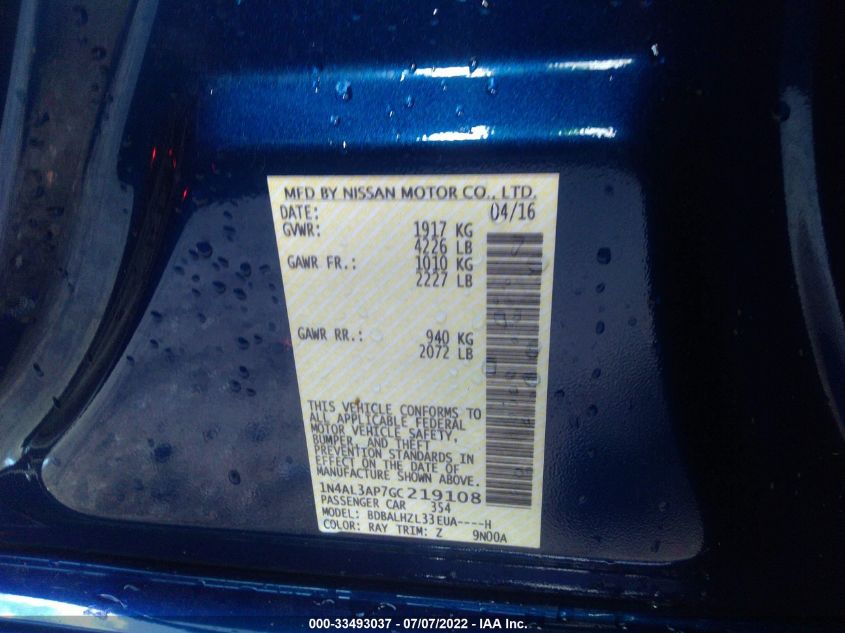 MFD BY NISSAN MOTOR CO., LTD.
DATE: 04/16
GVWR: 1917 KG
4226 LB
GAWR FR.: 1010 KG
2227 LB
GAWR RR.: 940 KG
2072 LB
THIS VEHICLE CONFORMS TO
ALL APPLICABLE FEDERAL
MOTOR VEHICLE SAFETY,
BUMPER, AND THEFT
PREVENTION STANDARDS IN
EFFECT ON THE DATE OF
MANUFACTURE SHOWN ABOVE.
1N4AL3AP7GC219108
PASSENGER CAR 3S4
MODEL: BDBALHZL33EUA----H
COLOR: RAY TRIM: Z 9N00A
000-33493037 - 07/07/2022 - IAA Inc.